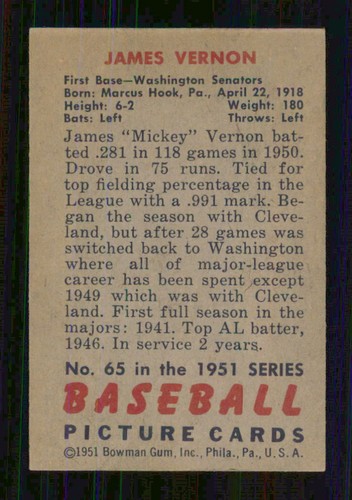 JAMES VERNON
First Base—Washington Senators
Born: Marcus Hook, Pa., April 22, 1918
Height: 6-2 Weight: 180
Bats: Left Throws: Left
James "Mickey" Vernon bat-
ted .281 in 118 games in 1950.
Drove in 75 runs. Tied for
top fielding percentage in the
League with a .991 mark. Be-
gan the season with Cleve-
land, but after 28 games was
switched back to Washington
where all of major-league
career has been spent except
1949 which was with Cleve-
land. First full season in the
majors: 1941. Top AL batter,
1946. In service 2 years.
No. 65 in the 1951 SERIES
BASEBALL
PICTURE CARDS
©1951 Bowman Gum, Inc., Phila., Pa., U.S.A.